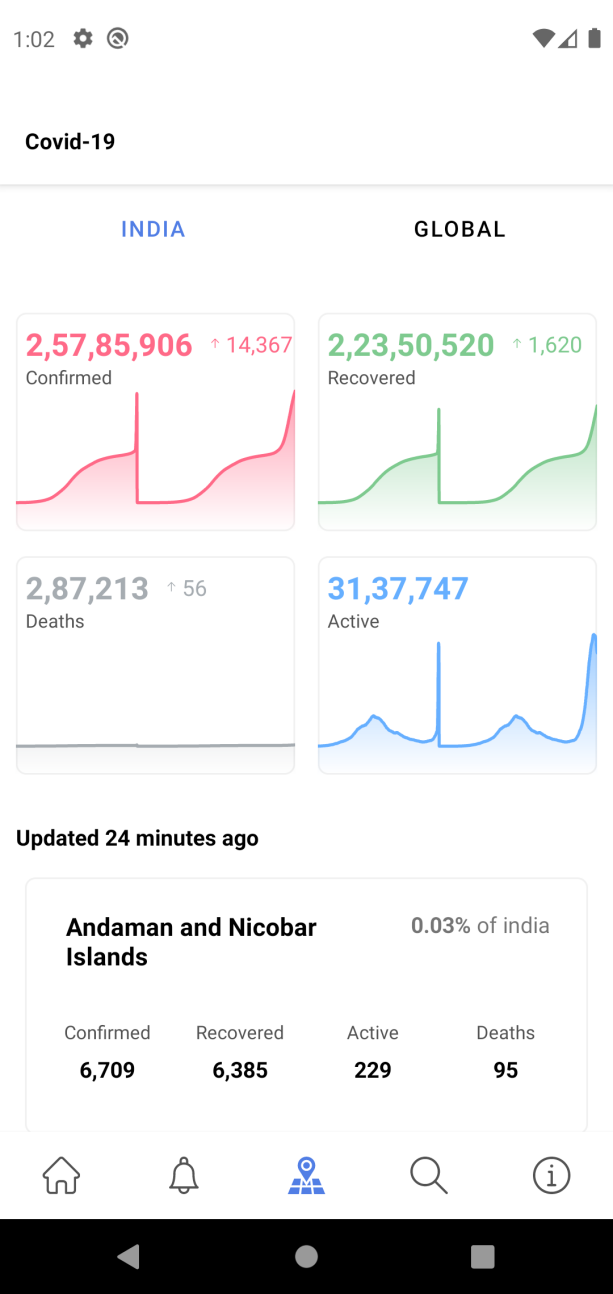 1:02
Covid-19
INDIA GLOBAL
2,57,85,906 ↑ 14,367
Confirmed
2,23,50,520 ↑ 1,620
Recovered
2,87,213 ↑ 56
Deaths
31,37,747
Active
Updated 24 minutes ago
Andaman and Nicobar
Islands
0.03% of india
Confirmed Recovered Active Deaths
6,709 6,385 229 95